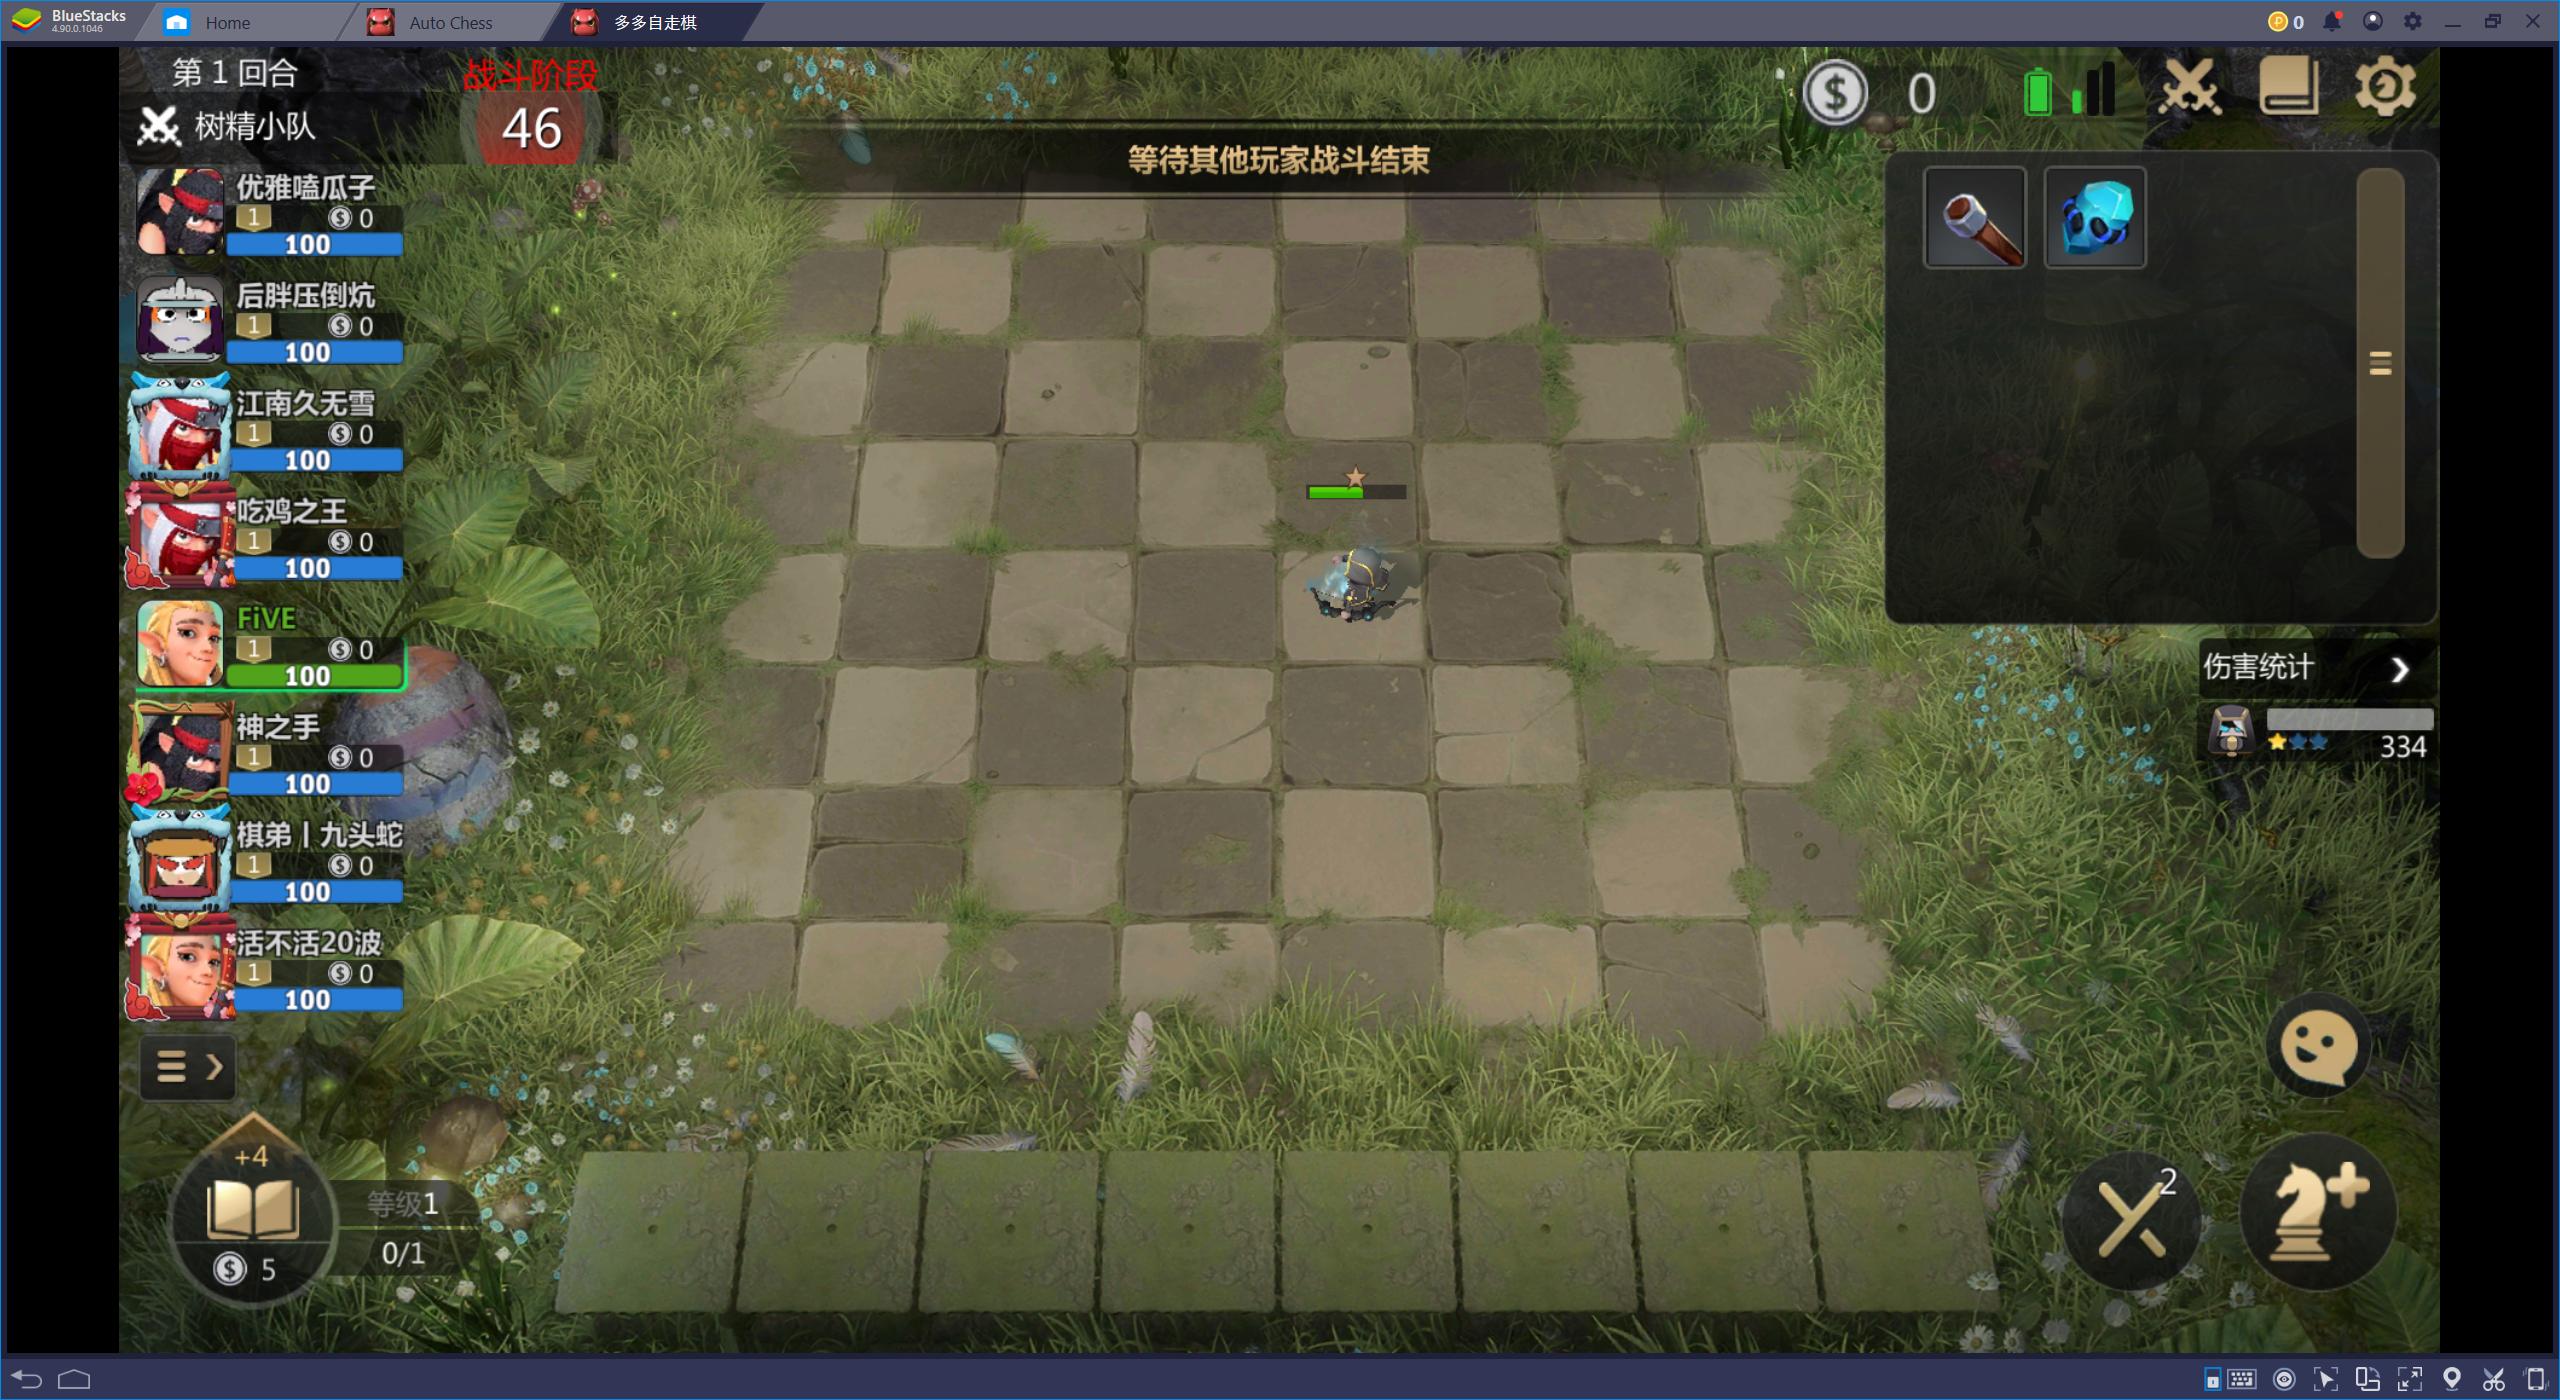 BlueStacks
4.90.0.1046
Home
Auto Chess
多多自走棋
0
第 1 回合
战斗阶段
树精小队
46
等待其他玩家战斗结束
0
优雅嗑瓜子
1 0
100
后胖压倒炕
1 0
100
江南久无雪
1 0
100
吃鸡之王
1 0
100
FiVE
1 0
100
神之手
1 0
100
棋弟丨九头蛇
1 0
100
活不活20波
1 0
100
伤害统计
334
+4
5
等级1
0/1
2